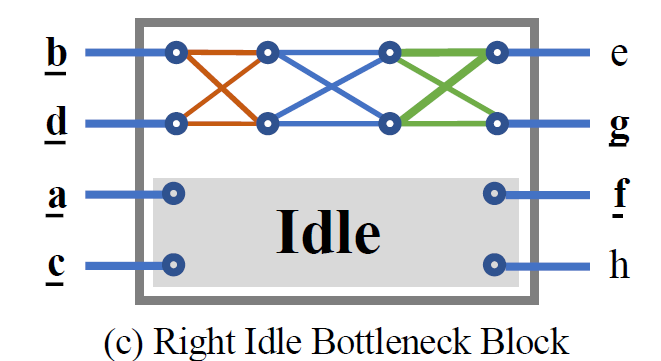 b e
d g
a f
Idle
c h
(c) Right Idle Bottleneck Block